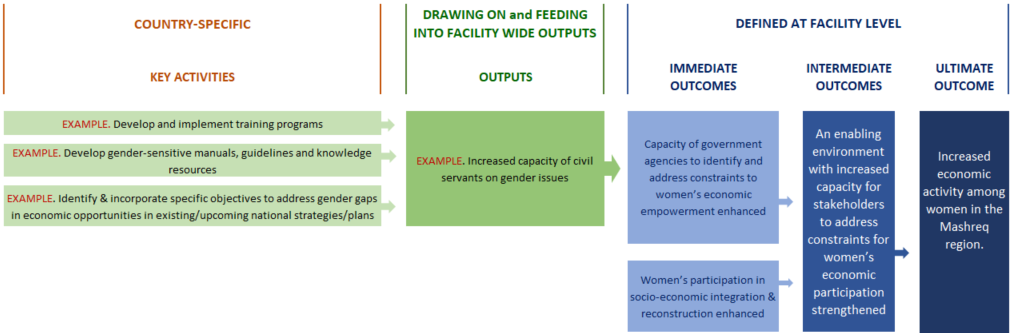 COUNTRY-SPECIFIC
KEY ACTIVITIES
DRAWING ON and FEEDING
INTO FACILITY WIDE OUTPUTS
OUTPUTS
DEFINED AT FACILITY LEVEL
IMMEDIATE
OUTCOMES
INTERMEDIATE
OUTCOMES
ULTIMATE
OUTCOME
EXAMPLE. Develop and implement training programs
EXAMPLE. Develop gender-sensitive manuals, guidelines and knowledge
resources
EXAMPLE. Identify & incorporate specific objectives to address gender gaps
in economic opportunities in existing/upcoming national strategies/plans
EXAMPLE. Increased capacity of civil
servants on gender issues
Capacity of government
agencies to identify and
address constraints to
women's economic
empowerment enhanced
Women's participation in
socio-economic integration &
reconstruction enhanced
An enabling
environment
with increased
capacity for
stakeholders
to address
constraints for
women's
economic
participation
strengthened
Increased
economic
activity among
women in the
Mashreq
region.